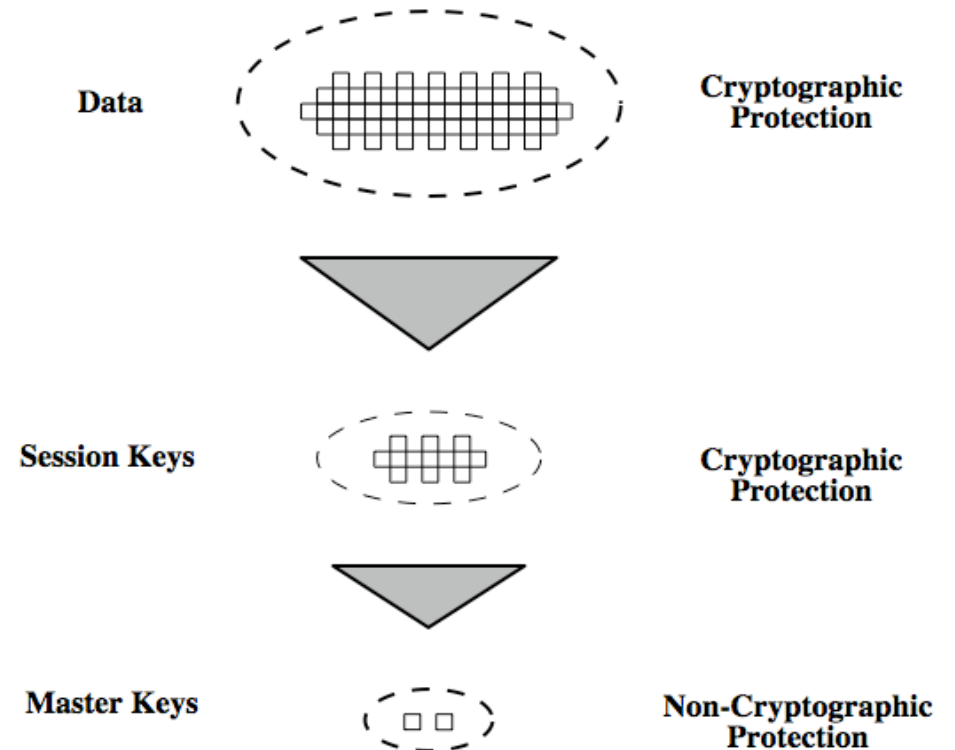 Data
Cryptographic
Protection
Session Keys
Cryptographic
Protection
Master Keys
Non-Cryptographic
Protection